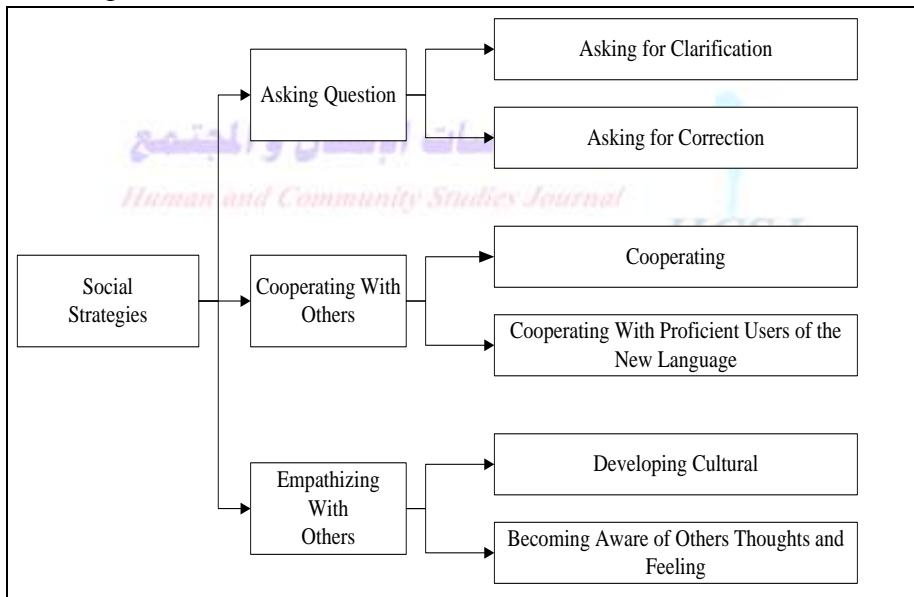 Asking for Clarification
Asking Question
Asking for Correction
والمجتمع
Human and Community Studies Journal
Cooperating
Social
Strategies
Cooperating With
Others
Cooperating With Proficient Users of the
New Language
Developing Cultural
Empathizing
With
Others
Becoming Aware of Others Thoughts and
Feeling